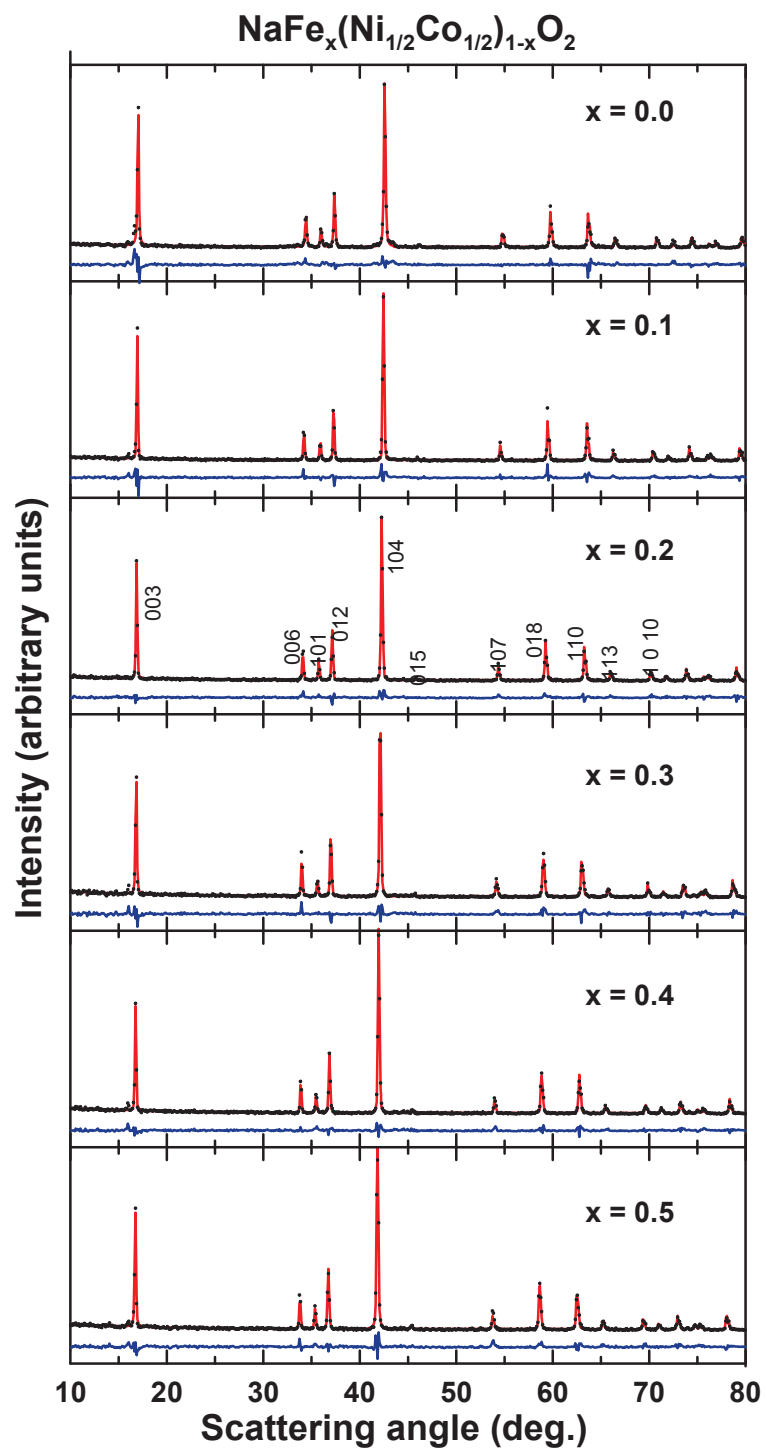 NaFeₓ(Ni₁/₂Co₁/₂)₁₋ₓO₂
x = 0.0
x = 0.1
x = 0.2
003
006
101
012
104
015
107
018
110
113
1 0 10
x = 0.3
x = 0.4
x = 0.5
Intensity (arbitrary units)
10 20 30 40 50 60 70 80
Scattering angle (deg.)